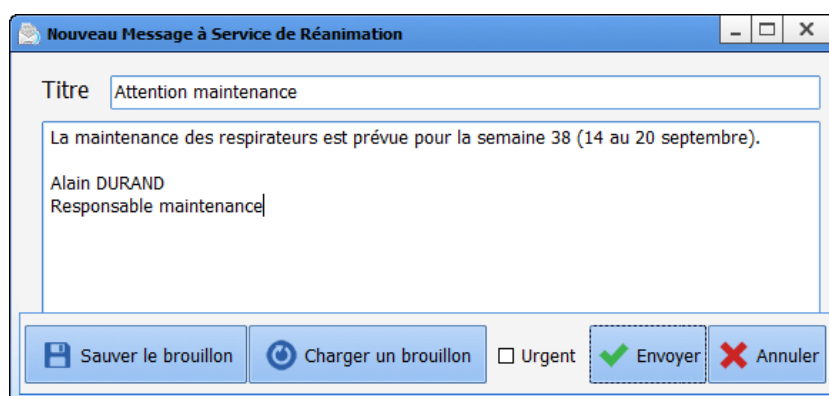 Nouveau Message à Service de Réanimation
Titre Attention maintenance
La maintenance des respirateurs est prévue pour la semaine 38 (14 au 20 septembre).
Alain DURAND
Responsable maintenance
Sauver le brouillon Charger un brouillon Urgent Envoyer Annuler